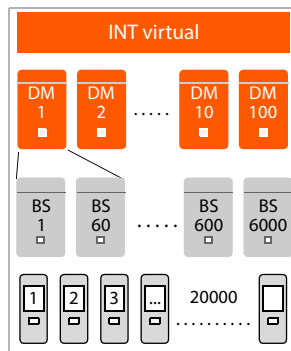 INT virtual
DM DM DM DM
1 2 ..... 10 100
BS BS BS BS
1 60 ..... 600 6000
1 2 3 ... 20000
..........